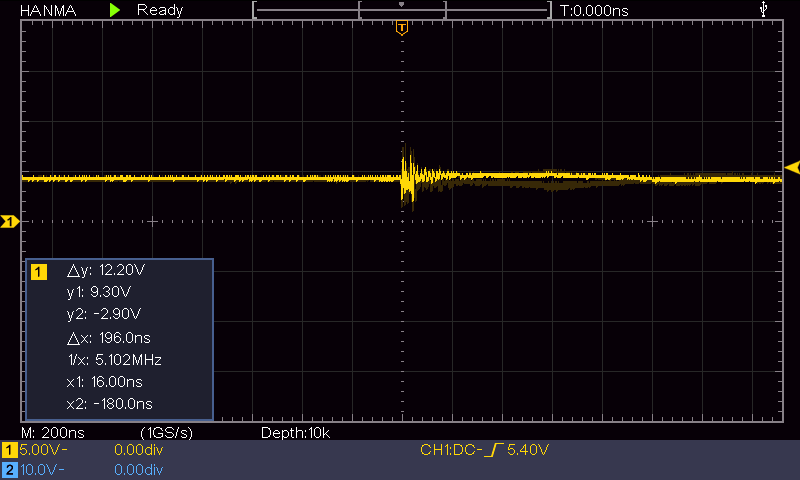 HANMA Ready T:0.000ns
T
1
1 △y: 12.20V
y1: 9.30V
y2: -2.90V
△x: 196.0ns
1/x: 5.102MHz
x1: 16.00ns
x2: -180.0ns
M: 200ns (1GS/s) Depth:10k
1 5.00V- 0.00div CH1:DC- 5.40V
2 10.0V- 0.00div